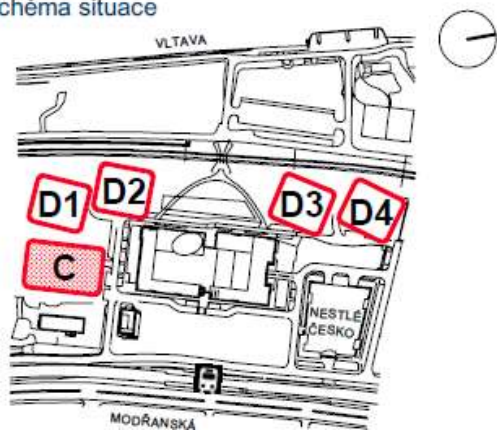 chéma situace
VLTAVA
D1
D2
D3
D4
C
NESTLÉ
ČESKO
MODŘANSKÁ